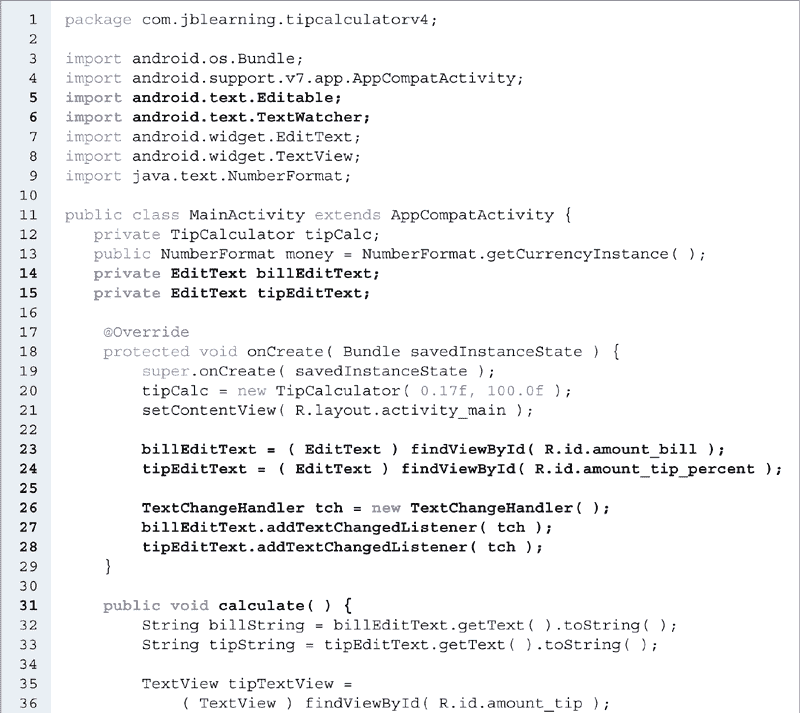 1 package com.jblearning.tipcalculatorv4;
2
3 import android.os.Bundle;
4 import android.support.v7.app.AppCompatActivity;
5 import android.text.Editable;
6 import android.text.TextWatcher;
7 import android.widget.EditText;
8 import android.widget.TextView;
9 import java.text.NumberFormat;
10
11 public class MainActivity extends AppCompatActivity {
12 private TipCalculator tipCalc;
13 public NumberFormat money = NumberFormat.getCurrencyInstance( );
14 private EditText billEditText;
15 private EditText tipEditText;
16
17 @Override
18 protected void onCreate( Bundle savedInstanceState ) {
19 super.onCreate( savedInstanceState );
20 tipCalc = new TipCalculator( 0.17f, 100.0f );
21 setContentView( R.layout.activity_main );
22
23 billEditText = ( EditText ) findViewById( R.id.amount_bill );
24 tipEditText = ( EditText ) findViewById( R.id.amount_tip_percent );
25
26 TextChangeHandler tch = new TextChangeHandler( );
27 billEditText.addTextChangedListener( tch );
28 tipEditText.addTextChangedListener( tch );
29 }
30
31 public void calculate( ) {
32 String billString = billEditText.getText( ).toString( );
33 String tipString = tipEditText.getText( ).toString( );
34
35 TextView tipTextView =
36 ( TextView ) findViewById( R.id.amount_tip );